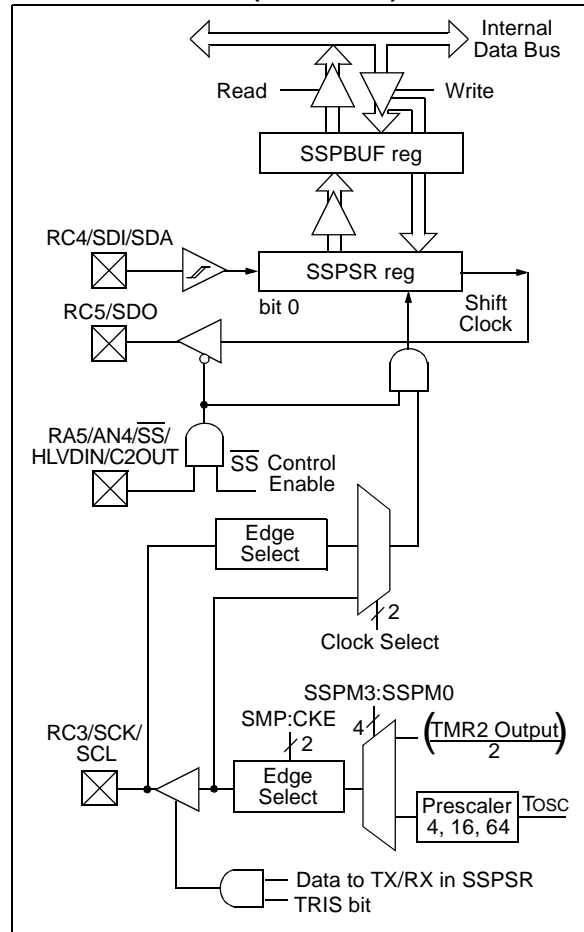 Internal
Data Bus
Read
Write
SSPBUF reg
RC4/SDI/SDA
SSPSR reg
bit 0
Shift
Clock
RC5/SDO
RA5/AN4/SS/
HLVDIN/C2OUT
SS Control
Enable
Edge
Select
2
Clock Select
SSPM3:SSPM0
SMP:CKE
4
(TMR2 Output)
2
2
RC3/SCK/
SCL
Edge
Select
Prescaler
4, 16, 64
TOSC
Data to TX/RX in SSPSR
TRIS bit